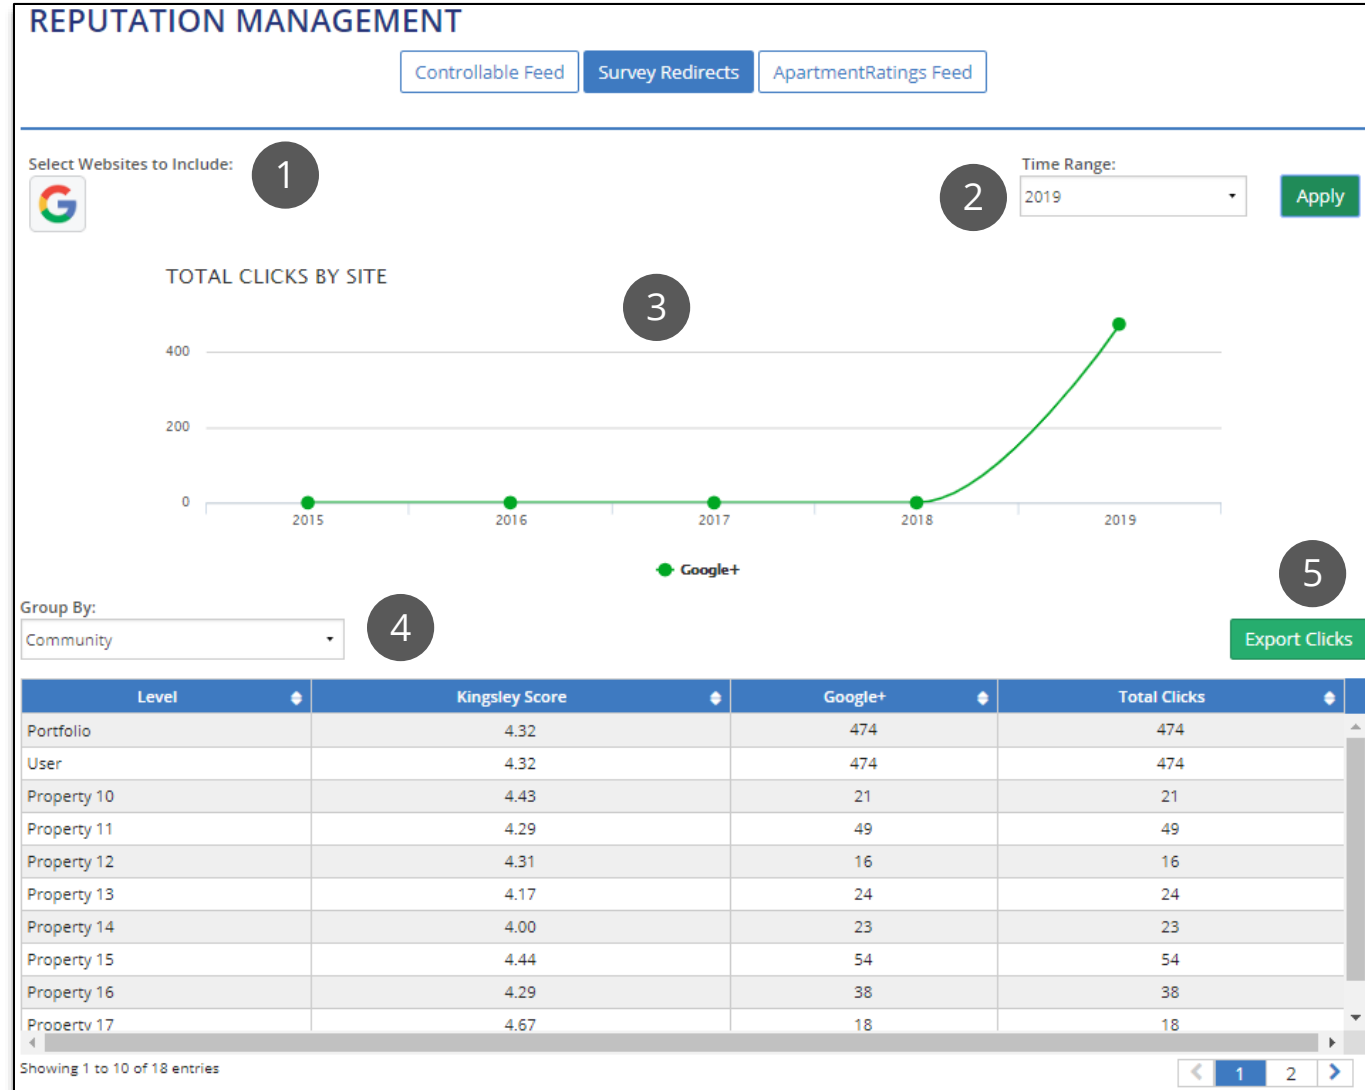 REPUTATION MANAGEMENT
Controllable Feed Survey Redirects ApartmentRatings Feed
Select Websites to Include: 1
2 Time Range:
2019 Apply
TOTAL CLICKS BY SITE
3
400
200
0
2015 2016 2017 2018 2019
Google+
5
Group By:
Community 4 Export Clicks
Level Kingsley Score Google+ Total Clicks
Portfolio 4.32 474 474
User 4.32 474 474
Property 10 4.43 21 21
Property 11 4.29 49 49
Property 12 4.31 16 16
Property 13 4.17 24 24
Property 14 4.00 23 23
Property 15 4.44 54 54
Property 16 4.29 38 38
Property 17 4.67 18 18
Showing 1 to 10 of 18 entries 1 2